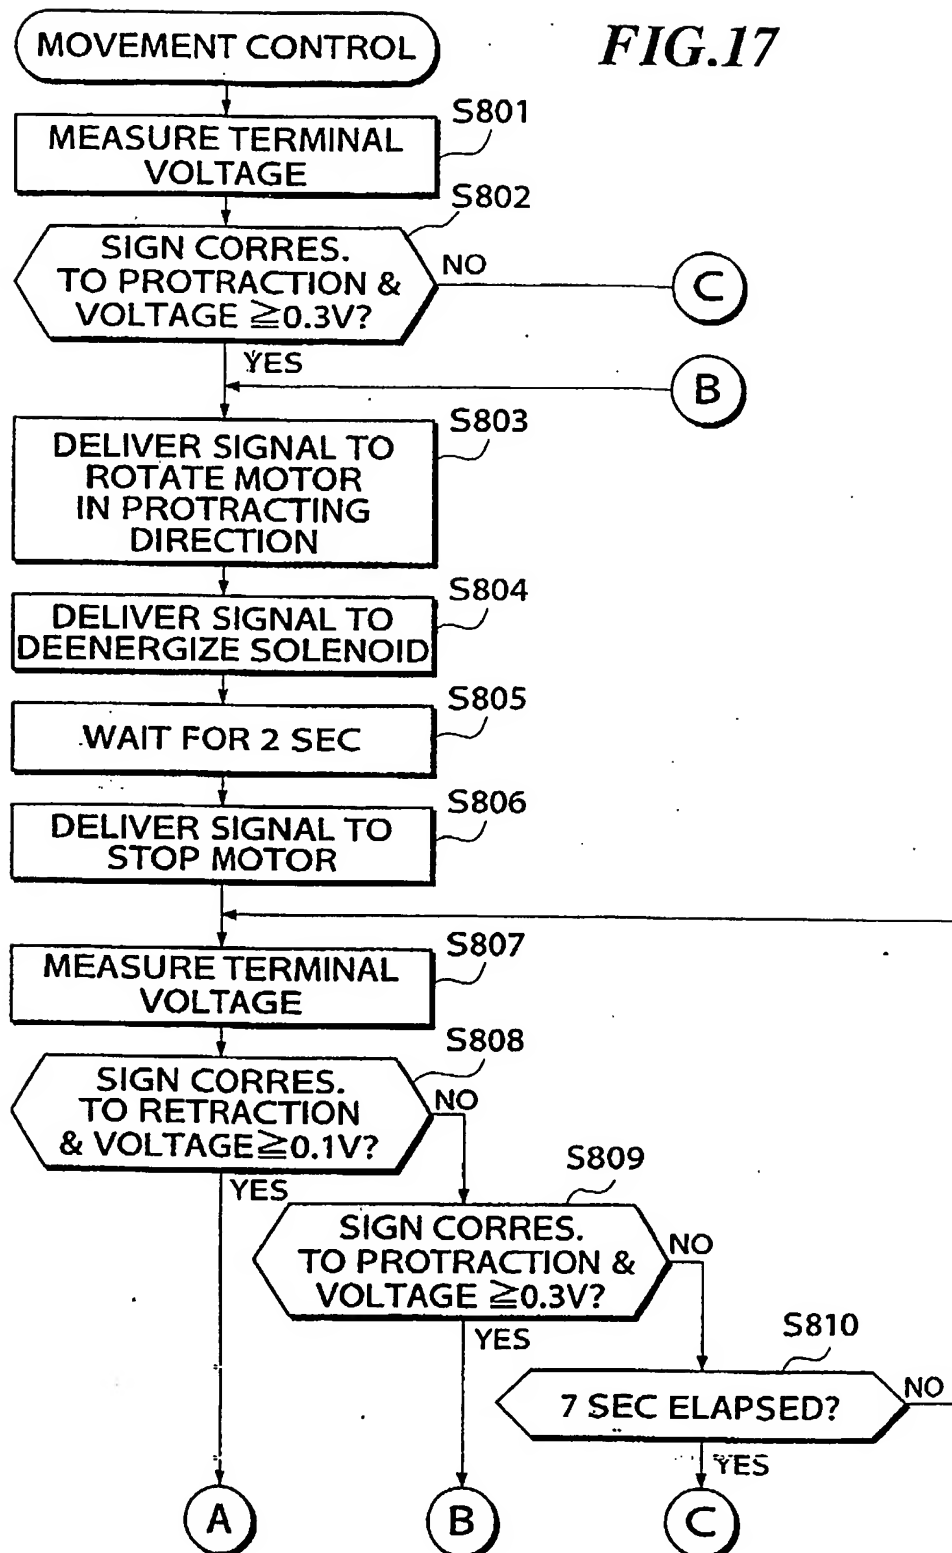 FIG.17
MOVEMENT CONTROL
S801
MEASURE TERMINAL
VOLTAGE
S802
SIGN CORRES.
TO PROTRACTION &
VOLTAGE ≧0.3V?
NO
C
YES
B
S803
DELIVER SIGNAL TO
ROTATE MOTOR
IN PROTRACTING
DIRECTION
S804
DELIVER SIGNAL TO
DEENERGIZE SOLENOID
S805
WAIT FOR 2 SEC
S806
DELIVER SIGNAL TO
STOP MOTOR
S807
MEASURE TERMINAL
VOLTAGE
S808
SIGN CORRES.
TO RETRACTION
& VOLTAGE≧0.1V?
NO
YES
S809
SIGN CORRES.
TO PROTRACTION &
VOLTAGE ≧0.3V?
NO
YES
S810
7 SEC ELAPSED?
NO
YES
A
B
C